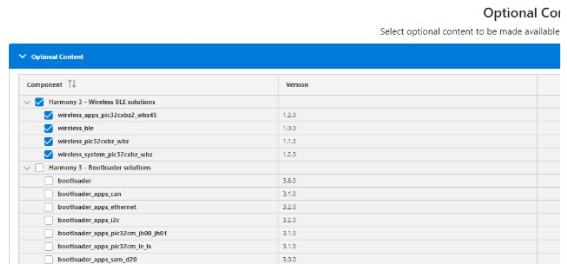 Optional Co
Select optional content to be made available
Optional Content
Component Version
Harmony 3 - Wireless BLE solutions
wireless_apps_pic32cxbz2_wbz45 1.2.0
wireless_ble 1.0.0
wireless_pic32cxbz_wbz 1.1.0
wireless_system_pic32cxbz_wbz 1.2.0
Harmony 3 - Bootloader solutions
bootloader 3.6.0
bootloader_apps_can 3.1.0
bootloader_apps_ethernet 3.2.0
bootloader_apps_i2c 3.2.0
bootloader_apps_pic32cm_jh00_jh01 3.1.0
bootloader_apps_pic32cm_le_ls 3.1.0
bootloader_apps_sam_d20 3.0.0